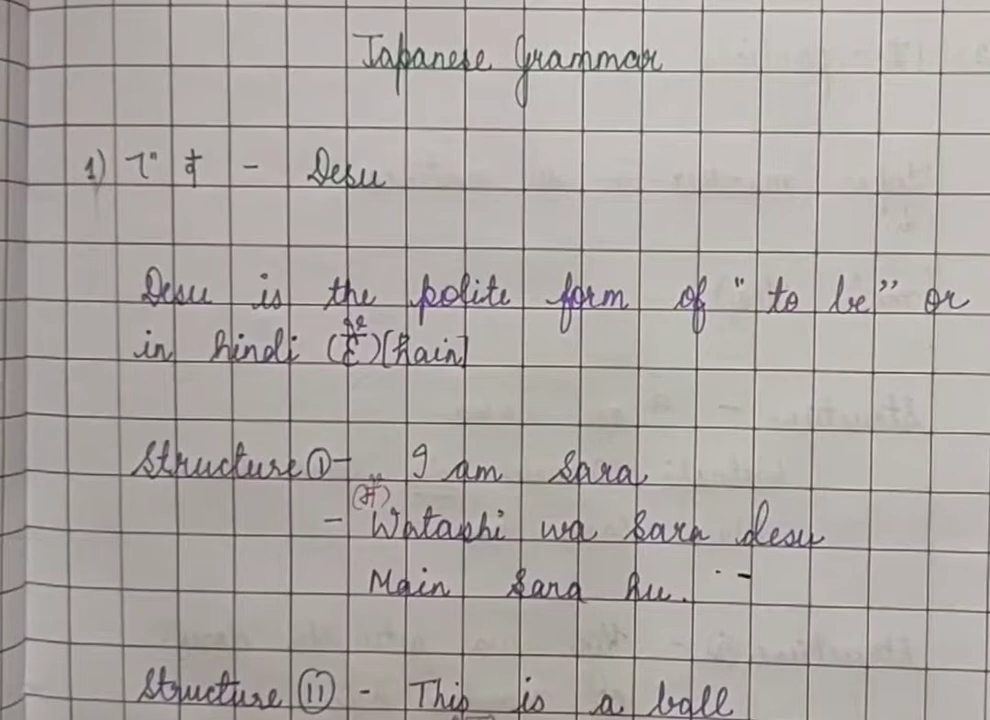 Japanese Grammar
1) です - Desu
Desu is the polite form of "to be" or
in hindi (है) [hain]
Structure ① - I am Sara
(मैं)
- Watashi wa Sara desu
Main Sara hu.
Structure ⑪ - This is a ball